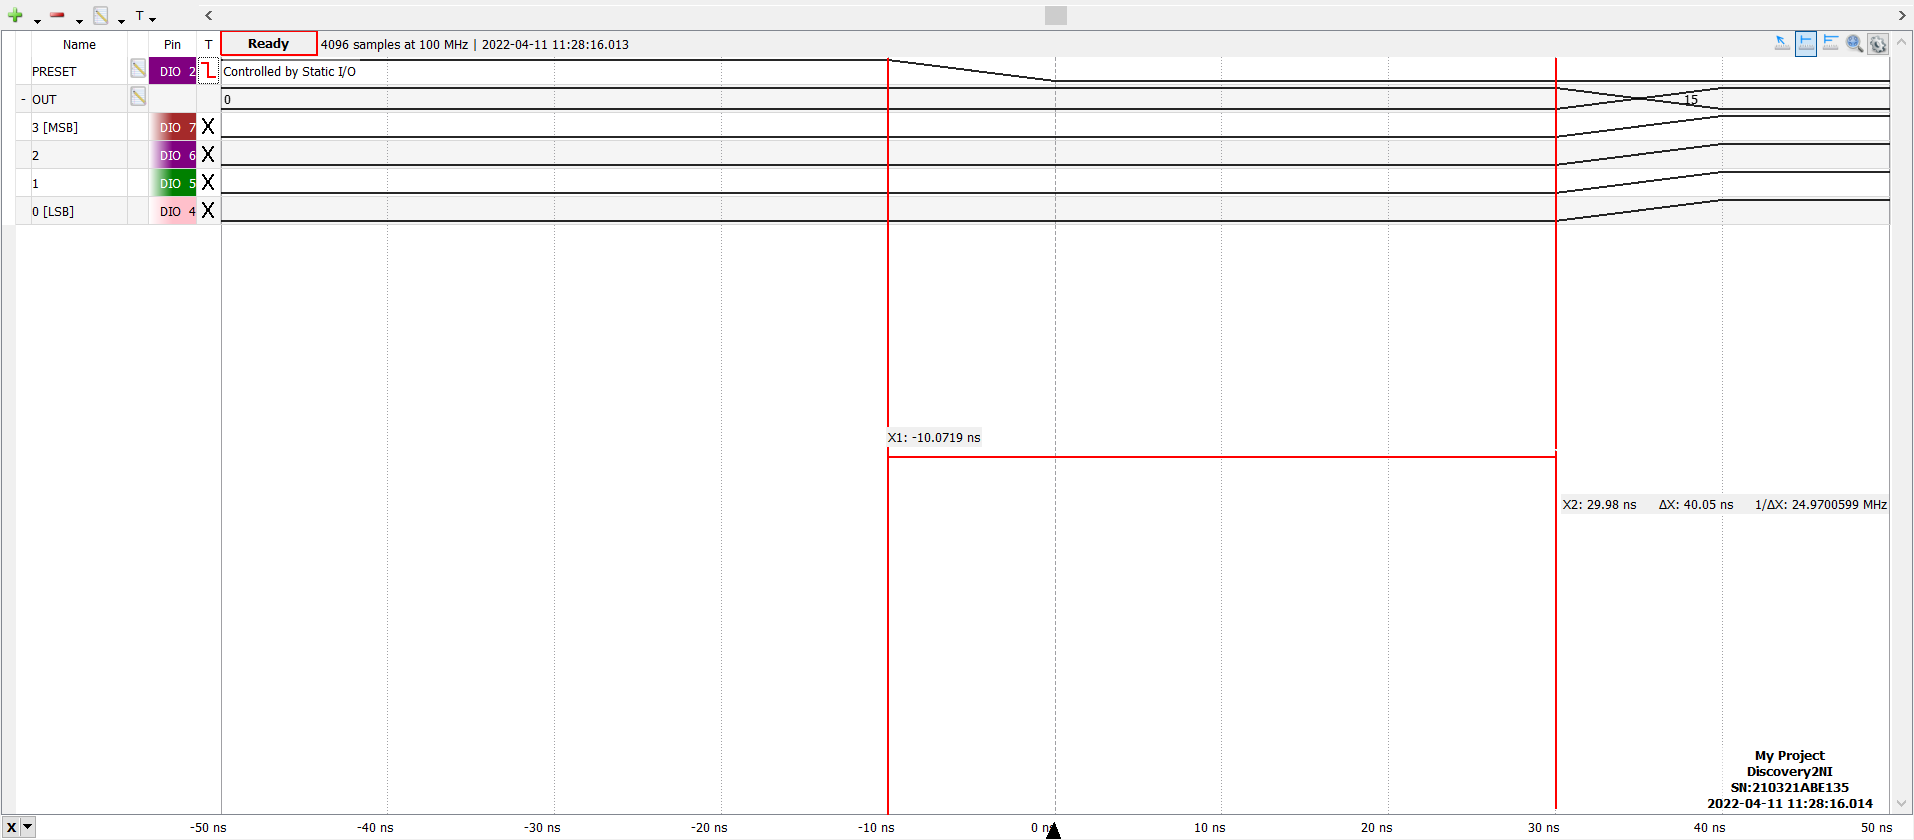 T
Name Pin T Ready 4096 samples at 100 MHz | 2022-04-11 11:28:16.013
PRESET DIO 2 Controlled by Static I/O
- OUT 0 15
3 [MSB] DIO 7 X
2 DIO 6 X
1 DIO 5 X
0 [LSB] DIO 4 X
X1: -10.0719 ns
X2: 29.98 ns ΔX: 40.05 ns 1/ΔX: 24.9700599 MHz
My Project
Discovery2NI
SN:210321ABE135
2022-04-11 11:28:16.014
X -50 ns -40 ns -30 ns -20 ns -10 ns 0 ns 10 ns 20 ns 30 ns 40 ns 50 ns